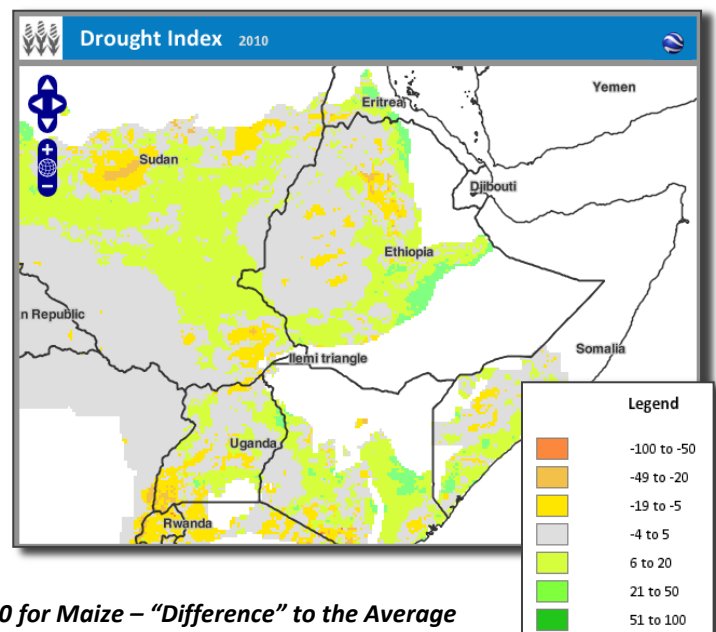 Drought Index 2010
Yemen
Eritrea
Sudan
Djibouti
Ethiopia
n Republic
Somalia
Ilemi triangle
Uganda
Rwanda
Legend
-100 to -50
-49 to -20
-19 to -5
-4 to 5
6 to 20
21 to 50
51 to 100
0 for Maize – “Difference” to the Average